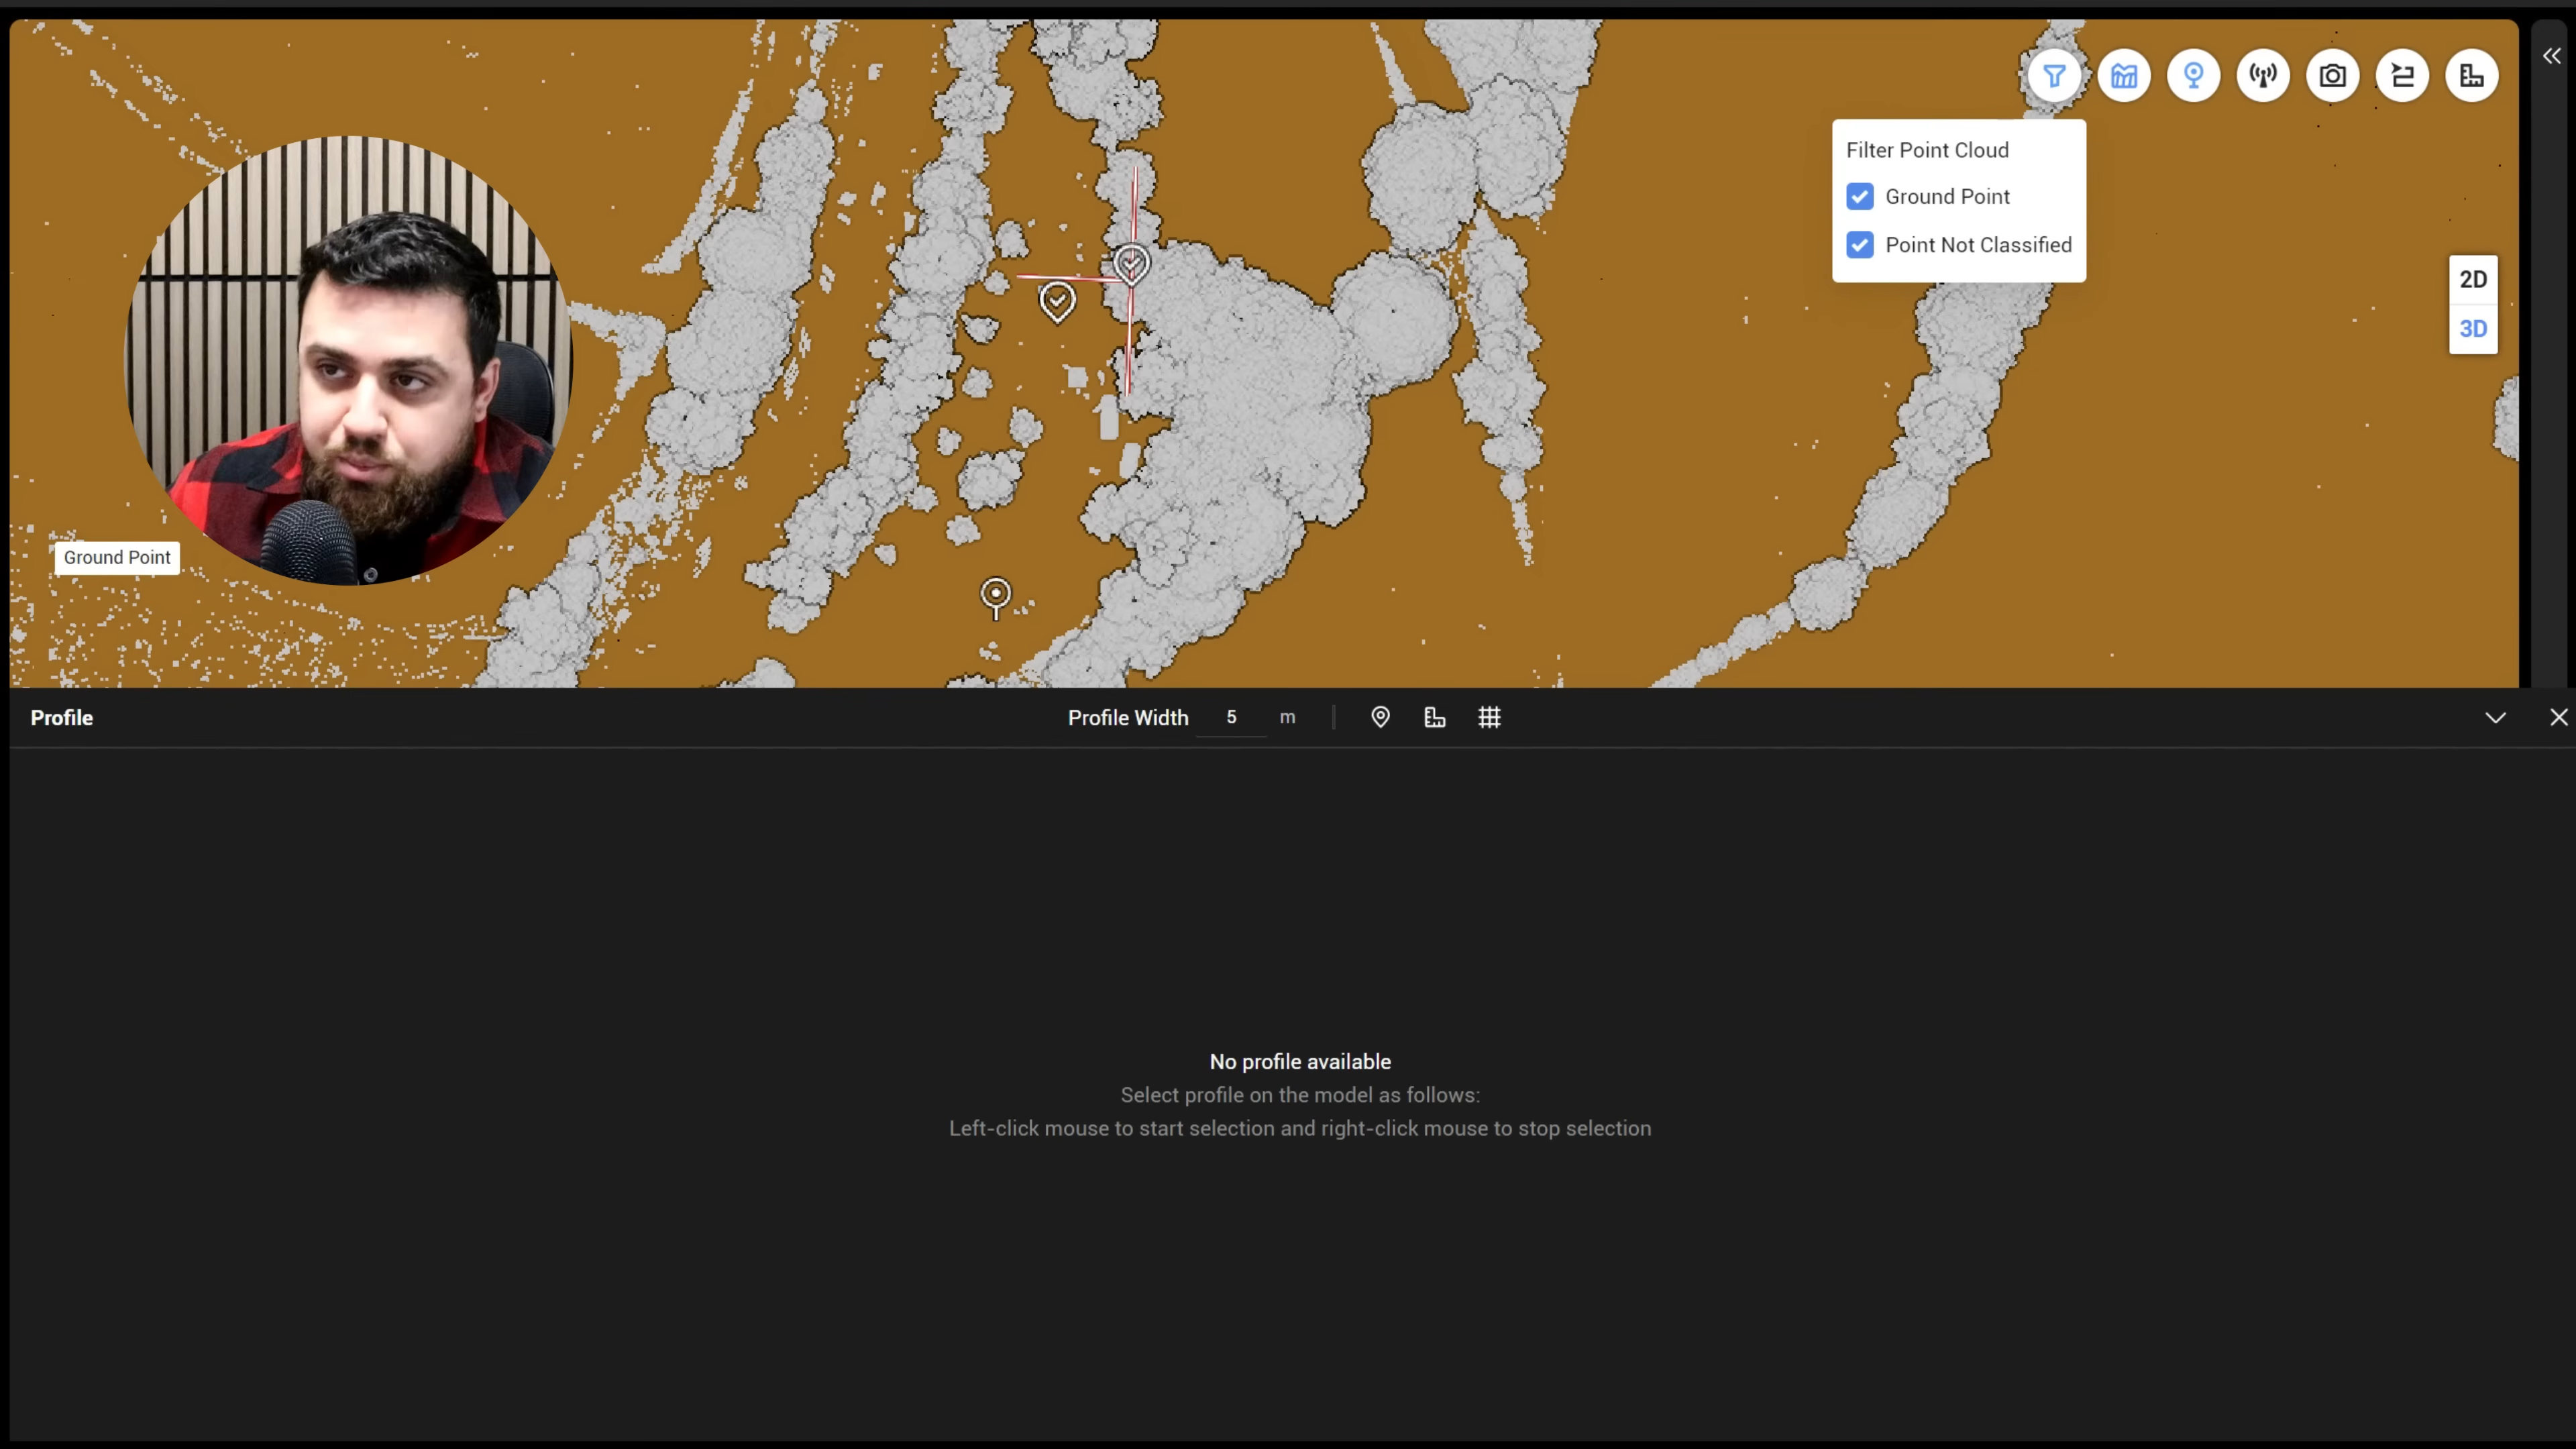 Filter Point Cloud
Ground Point
Point Not Classified
2D
3D
Ground Point
Profile
Profile Width 5 m
No profile available
Select profile on the model as follows:
Left-click mouse to start selection and right-click mouse to stop selection